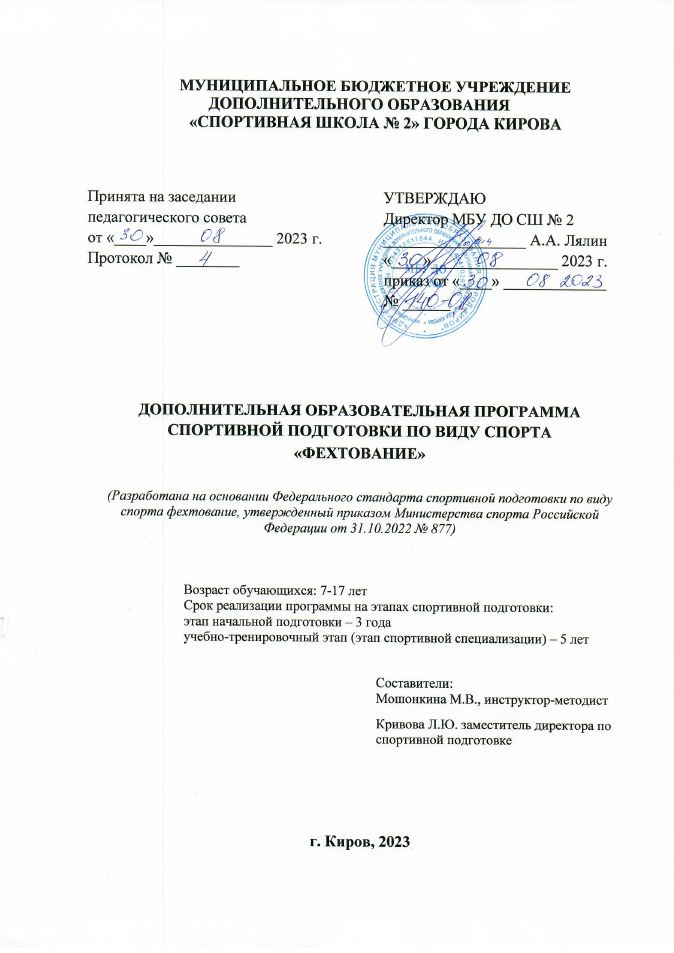 МУНИЦИПАЛЬНОЕ БЮДЖЕТНОЕ УЧРЕЖДЕНИЕ
ДОПОЛНИТЕЛЬНОГО ОБРАЗОВАНИЯ
«СПОРТИВНАЯ ШКОЛА № 2» ГОРОДА КИРОВА
Принята на заседании
педагогического совета
от «30» 08 2023 г.
Протокол № 4
УТВЕРЖДАЮ
Директор МБУ ДО СШ № 2
А.А. Лялин
«30» 08 2023 г.
приказ от «30» 08 2023
№ 140-ОД
ДОПОЛНИТЕЛЬНАЯ ОБРАЗОВАТЕЛЬНАЯ ПРОГРАММА
СПОРТИВНОЙ ПОДГОТОВКИ ПО ВИДУ СПОРТА
«ФЕХТОВАНИЕ»
(Разработана на основании Федерального стандарта спортивной подготовки по виду
спорта фехтование, утвержденный приказом Министерства спорта Российской
Федерации от 31.10.2022 № 877)
Возраст обучающихся: 7-17 лет
Срок реализации программы на этапах спортивной подготовки:
этап начальной подготовки – 3 года
учебно-тренировочный этап (этап спортивной специализации) – 5 лет
Составители:
Мошонкина М.В., инструктор-методист
Кривова Л.Ю. заместитель директора по
спортивной подготовке
г. Киров, 2023